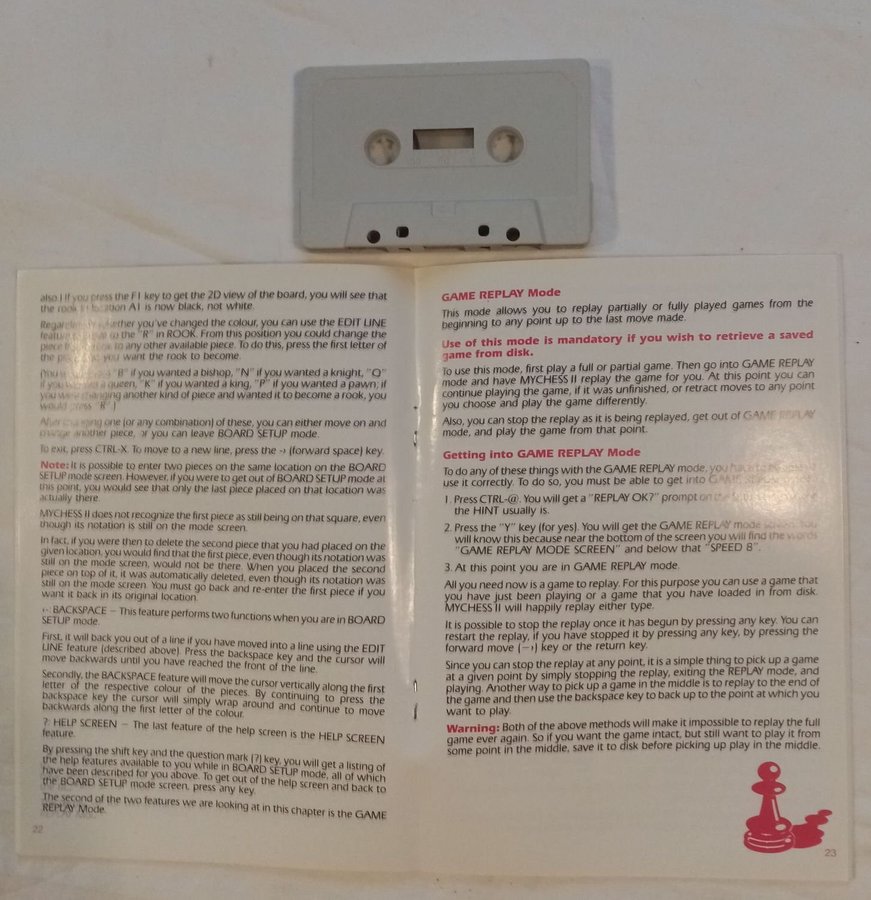 also ! If you press the F1 key to get the 2D view of the board, you will see that
the rook location A1 is now black, not white.
whether you've changed the colour, you can use the EDIT LINE
to the "R" in ROOK. From this position you could change the
piece to any other available piece. To do this, press the first letter of
the you want the rook to become.
"B" if you wanted a bishop, "N" if you wanted a knight, "Q"
if you a queen, "K" if you wanted a king, "P" if you wanted a pawn; if
you were changing another kind of piece and wanted it to become a rook, you
would press "R".)
After one (or any combination) of these, you can either move on and
change another piece, or you can leave BOARD SETUP mode.
To exit, press CTRL-X. To move to a new line, press the -› (forward space) key.
Note: It is possible to enter two pieces on the same location on the BOARD
SETUP mode screen. However, if you were to get out of BOARD SETUP mode at
this point, you would see that only the last piece placed on that location was
actually there.
MYCHESS II does not recognize the first piece as still being on that square, even
though its notation is still on the mode screen.
In fact, if you were then to delete the second piece that you had placed on the
given location, you would find that the first piece, even though its notation was
still on the mode screen, would not be there. When you placed the second
piece on top of it, it was automatically deleted, even though its notation was
still on the mode screen. You must go back and re-enter the first piece if you
want it back in its original location.
‹- BACKSPACE – This feature performs two functions when you are in BOARD
SETUP mode.
First, it will back you out of a line if you have moved into a line using the EDIT
LINE feature (described above). Press the backspace key and the cursor will
move backwards until you have reached the front of the line.
Secondly, the BACKSPACE feature will move the cursor vertically along the first
letter of the respective colour of the pieces. By continuing to press the
backspace key the cursor will simply wrap around and continue to move
backwards along the first letter of the colour.
?: HELP SCREEN – The last feature of the help screen is the HELP SCREEN
feature.
By pressing the shift key and the question mark (?) key, you will get a listing of
the help features available to you while in BOARD SETUP mode, all of which
have been described for you above. To get out of the help screen and back to
the BOARD SETUP mode screen, press any key.
The second of the two features we are looking at in this chapter is the GAME
REPLAY Mode.
22
GAME REPLAY Mode
This mode allows you to replay partially or fully played games from the
beginning to any point up to the last move made.
Use of this mode is mandatory if you wish to retrieve a saved
game from disk.
To use this mode, first play a full or partial game. Then go into GAME REPLAY
mode and have MYCHESS II replay the game for you. At this point you can
continue playing the game, if it was unfinished, or retract moves to any point
you choose and play the game differently.
Also, you can stop the replay as it is being replayed, get out of GAME REPLAY
mode, and play the game from that point.
Getting into GAME REPLAY Mode
To do any of these things with the GAME REPLAY mode, you have to
use it correctly. To do so, you must be able to get into GAME
1. Press CTRL-@. You will get a "REPLAY OK?" prompt on the
the HINT usually is.
2. Press the "Y" key (for yes). You will get the GAME REPLAY mode screen. You
will know this because near the bottom of the screen you will find the words
"GAME REPLAY MODE SCREEN" and below that "SPEED 8".
3. At this point you are in GAME REPLAY mode.
All you need now is a game to replay. For this purpose you can use a game that
you have just been playing or a game that you have loaded in from disk.
MYCHESS II will happily replay either type.
It is possible to stop the replay once it has begun by pressing any key. You can
restart the replay, if you have stopped it by pressing any key, by pressing the
forward move (—›) key or the return key.
Since you can stop the replay at any point, it is a simple thing to pick up a game
at a given point by simply stopping the replay, exiting the REPLAY mode, and
playing. Another way to pick up a game in the middle is to replay to the end of
the game and then use the backspace key to back up to the point at which you
want to play.
Warning: Both of the above methods will make it impossible to replay the full
game ever again. So if you want the game intact, but still want to play it from
some point in the middle, save it to disk before picking up play in the middle.
23